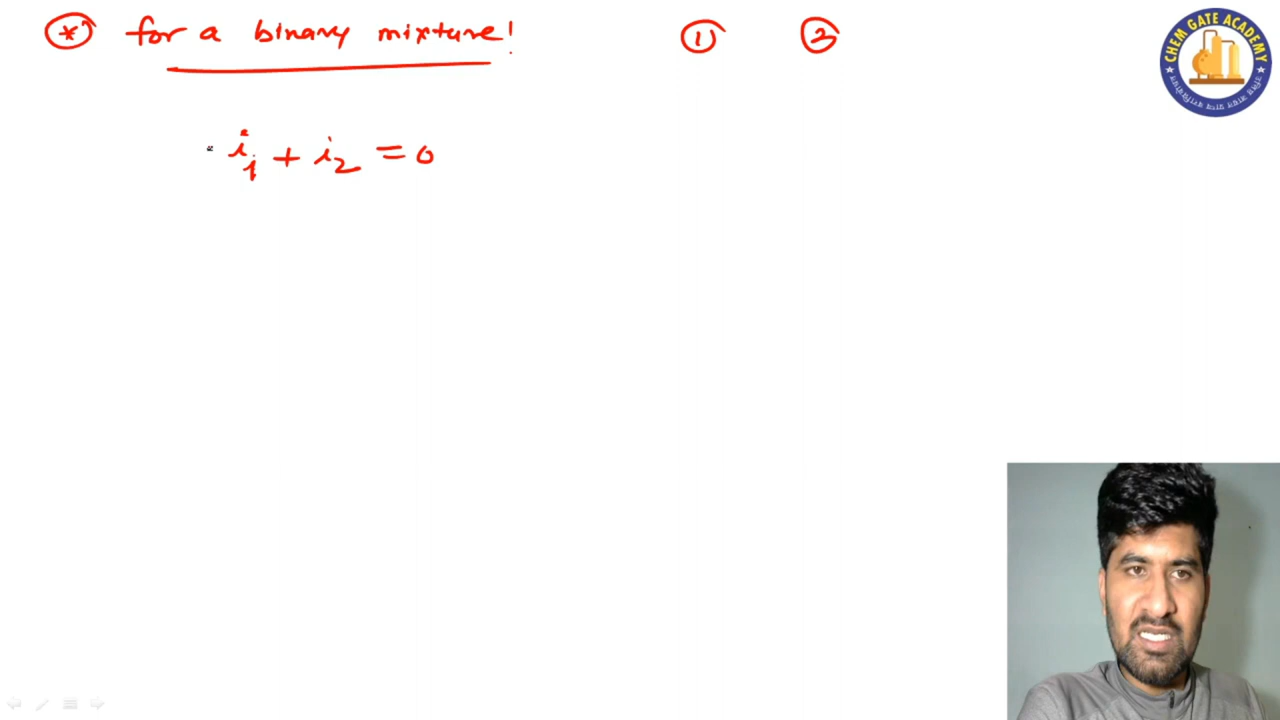 * for a binary mixture! ① ②
i₁ + i₂ = 0
CHEM GATE ACADEMY